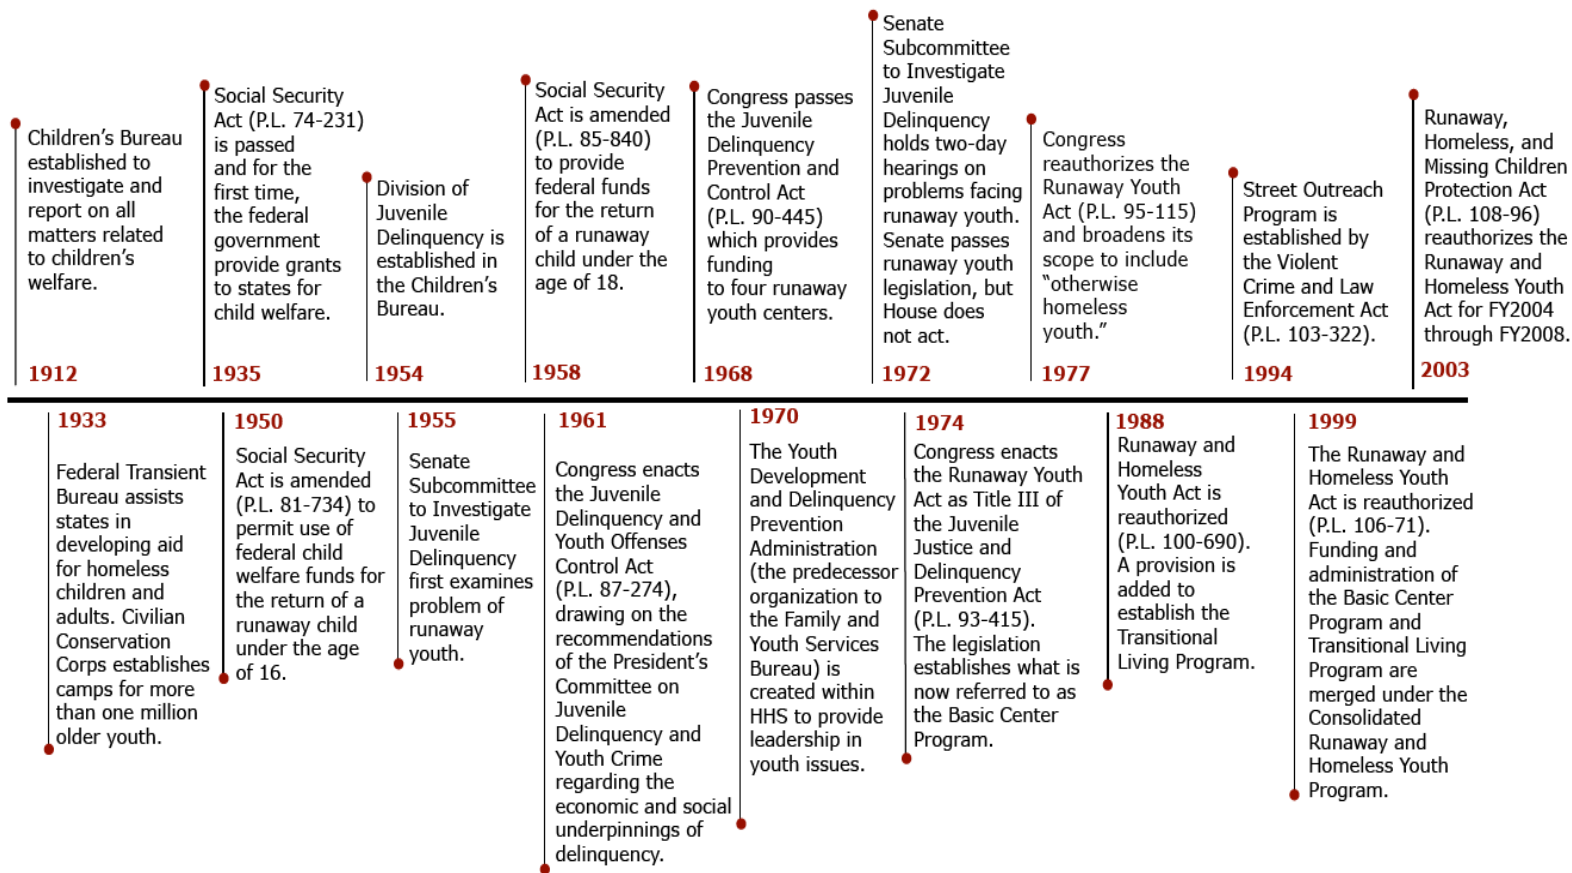 Children's Bureau
established to
investigate and
report on all
matters related
to children's
welfare.
1912
Social Security
Act (P.L. 74-231)
is passed
and for the
first time,
the federal
government
provide grants
to states for
child welfare.
1935
Division of
Juvenile
Delinquency is
established in
the Children's
Bureau.
1954
Social Security
Act is amended
(P.L. 85-840)
to provide
federal funds
for the return
of a runaway
child under the
age of 18.
1958
Congress passes
the Juvenile
Delinquency
Prevention and
Control Act
(P.L. 90-445)
which provides
funding
to four runaway
youth centers.
1968
Senate
Subcommittee
to Investigate
Juvenile
Delinquency
holds two-day
hearings on
problems facing
runaway youth.
Senate passes
runaway youth
legislation, but
House does
not act.
1972
Congress
reauthorizes the
Runaway Youth
Act (P.L. 95-115)
and broadens its
scope to include
“otherwise
homeless
youth.”
1977
Street Outreach
Program is
established by
the Violent
Crime and Law
Enforcement Act
(P.L. 103-322).
1994
Runaway,
Homeless, and
Missing Children
Protection Act
(P.L. 108-96)
reauthorizes the
Runaway and
Homeless Youth
Act for FY2004
through FY2008.
2003
1933
Federal Transient
Bureau assists
states in
developing aid
for homeless
children and
adults. Civilian
Conservation
Corps establishes
camps for more
than one million
older youth.
1950
Social Security
Act is amended
(P.L. 81-734) to
permit use of
federal child
welfare funds for
the return of a
runaway child
under the age
of 16.
1955
Senate
Subcommittee
to Investigate
Juvenile
Delinquency
first examines
problem of
runaway
youth.
1961
Congress enacts
the Juvenile
Delinquency and
Youth Offenses
Control Act
(P.L. 87-274),
drawing on the
recommendations
of the President's
Committee on
Juvenile
Delinquency and
Youth Crime
regarding the
economic and social
underpinnings of
delinquency.
1970
The Youth
Development
and Delinquency
Prevention
Administration
(the predecessor
organization to
the Family and
Youth Services
Bureau) is
created within
HHS to provide
leadership in
youth issues.
1974
Congress enacts
the Runaway Youth
Act as Title III of
the Juvenile
Justice and
Delinquency
Prevention Act
(P.L. 93-415).
The legislation
establishes what is
now referred to as
the Basic Center
Program.
1988
Runaway and
Homeless
Youth Act is
reauthorized
(P.L. 100-690).
A provision is
added to
establish the
Transitional
Living Program.
1999
The Runaway and
Homeless Youth
Act is reauthorized
(P.L. 106-71).
Funding and
administration of
the Basic Center
Program and
Transitional Living
Program are
merged under the
Consolidated
Runaway and
Homeless Youth
Program.